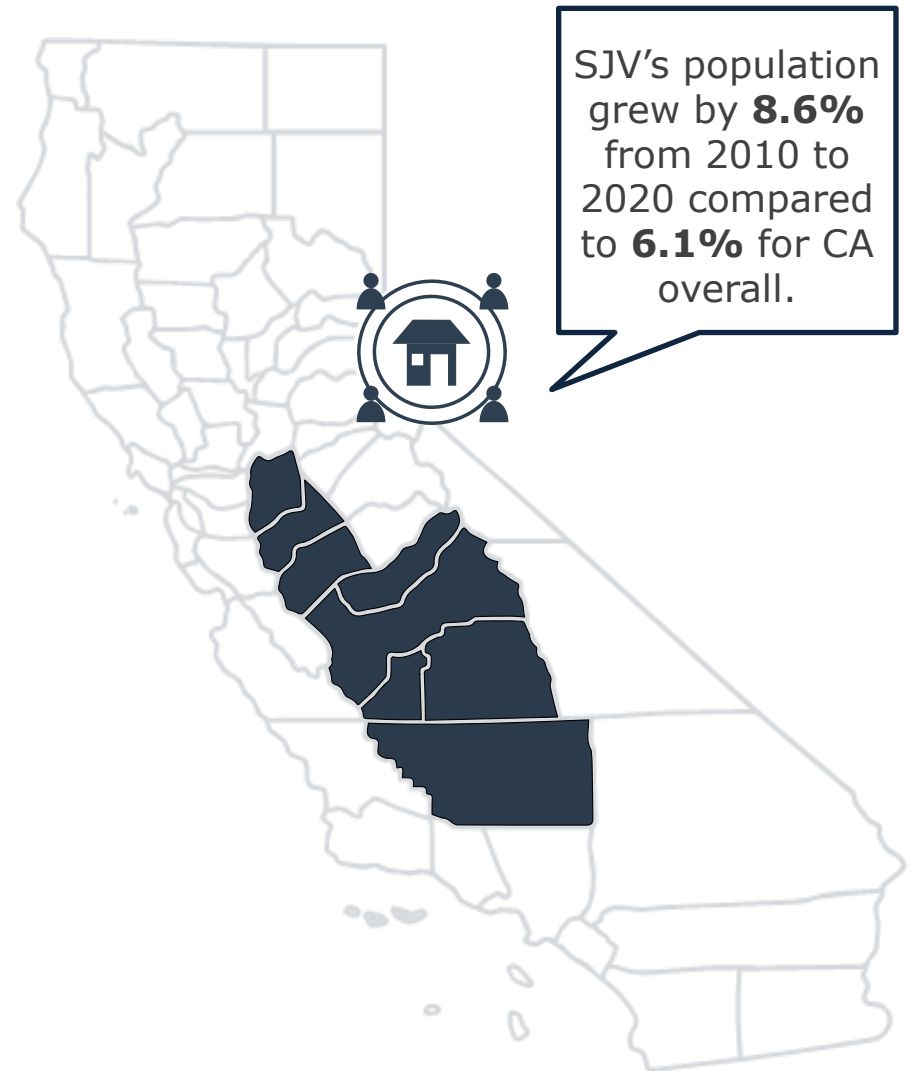 SJV’s population
grew by 8.6%
from 2010 to
2020 compared
to 6.1% for CA
overall.